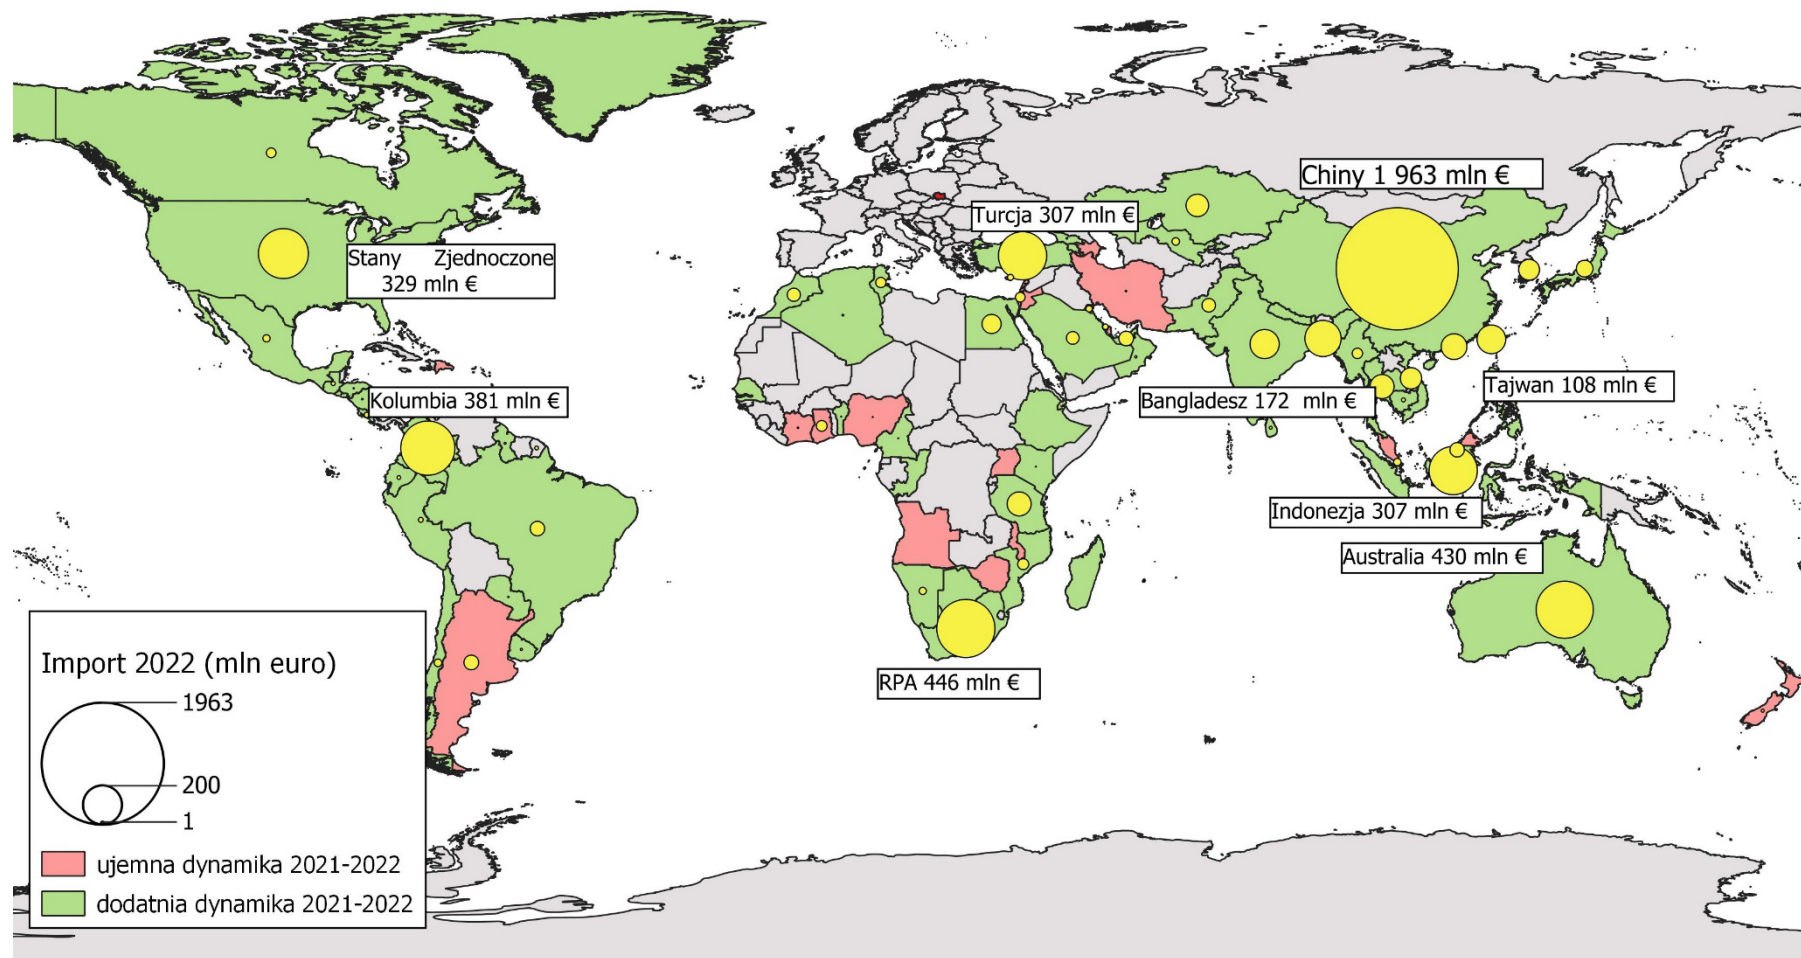 Chiny 1 963 mln €
Turcja 307 mln €
Stany Zjednoczone
329 mln €
Kolumbia 381 mln €
Bangladesz 172 mln €
Tajwan 108 mln €
Indonezja 307 mln €
Australia 430 mln €
RPA 446 mln €
Import 2022 (mln euro)
1963
200
1
ujemna dynamika 2021-2022
dodatnia dynamika 2021-2022